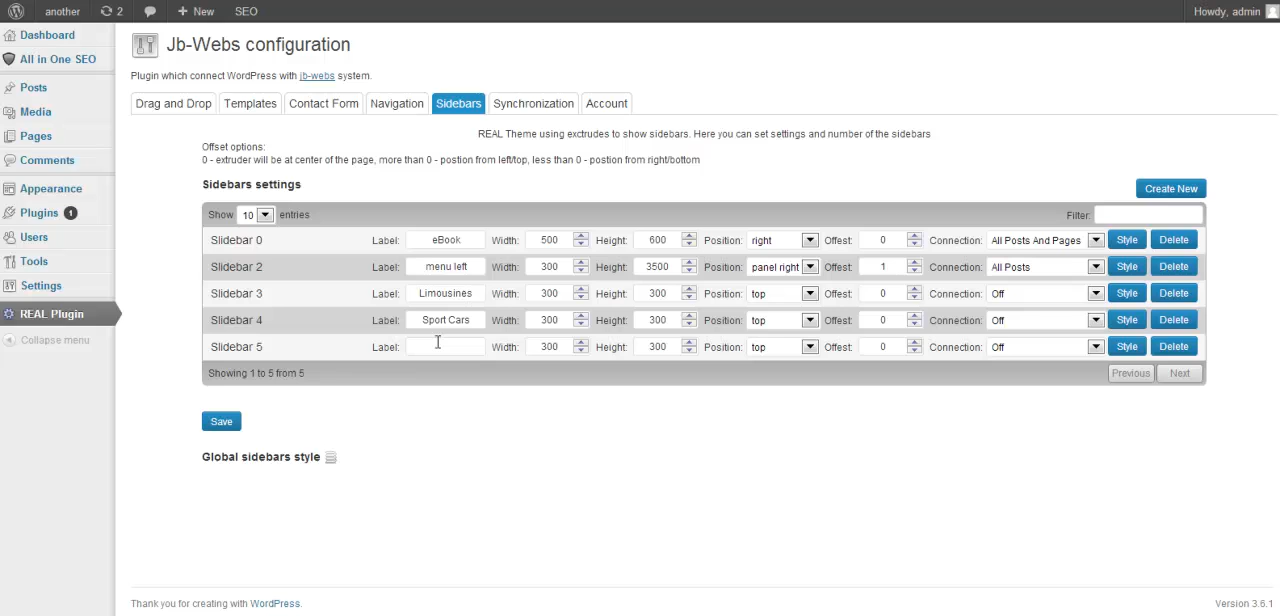 another 2 New SEO Howdy, admin
Dashboard
All in One SEO
Posts
Media
Pages
Comments
Appearance
Plugins 1
Users
Tools
Settings
REAL Plugin
Collapse menu
Jb-Webs configuration
Plugin which connect WordPress with jb-webs system.
Drag and Drop Templates Contact Form Navigation Sidebars Synchronization Account
REAL Theme using exctrudes to show sidebars. Here you can set settings and number of the sidebars
Offset options:
0 - extruder will be at center of the page, more than 0 - postion from left/top, less than 0 - postion from right/bottom
Sidebars settings
Create New
Show 10 entries Filter:
Slidebar 0 Label: eBook Width: 500 Height: 600 Position: right Offest: 0 Connection: All Posts And Pages Style Delete
Slidebar 2 Label: menu left Width: 300 Height: 3500 Position: panel right Offest: 1 Connection: All Posts Style Delete
Slidebar 3 Label: Limousines Width: 300 Height: 300 Position: top Offest: 0 Connection: Off Style Delete
Slidebar 4 Label: Sport Cars Width: 300 Height: 300 Position: top Offest: 0 Connection: Off Style Delete
Slidebar 5 Label: Width: 300 Height: 300 Position: top Offest: 0 Connection: Off Style Delete
Showing 1 to 5 from 5 Previous Next
Save
Global sidebars style
Thank you for creating with WordPress. Version 3.6.1